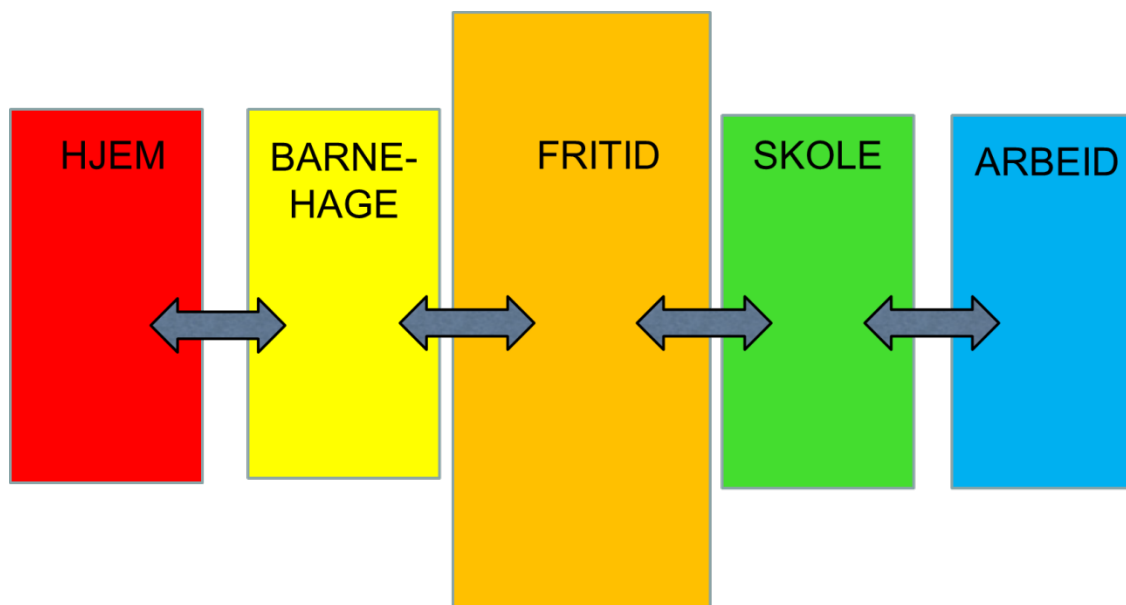 HJEM
BARNE-
HAGE
FRITID
SKOLE
ARBEID